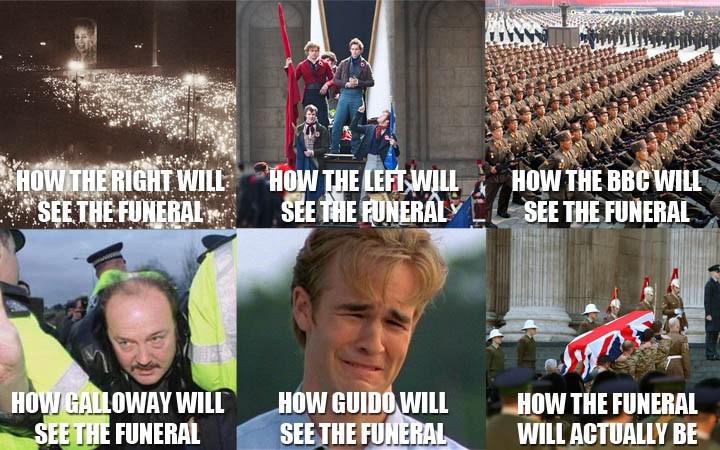 HOW THE RIGHT WILL
SEE THE FUNERAL
HOW THE LEFT WILL
SEE THE FUNERAL
HOW THE BBC WILL
SEE THE FUNERAL
HOW GALLOWAY WILL
SEE THE FUNERAL
HOW GUIDO WILL
SEE THE FUNERAL
HOW THE FUNERAL
WILL ACTUALLY BE